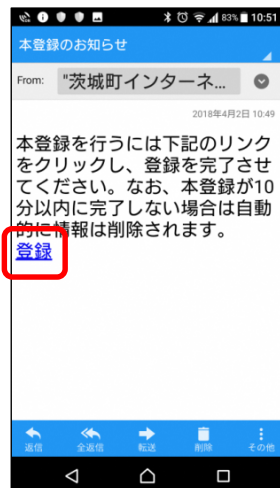 83% 10:51
本登録のお知らせ
From: "茨城町インターネ...
2018年4月2日 10:49
本登録を行うには下記のリンク
をクリックし、登録を完了させ
てください。なお、本登録が10
分以内に完了しない場合は自動
的に情報は削除されます。
登録
返信 全返信 転送 削除 その他